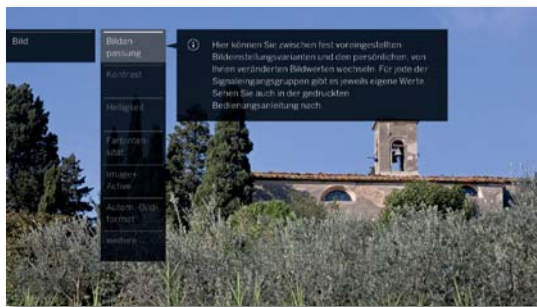 Bild
Bildan-
passung
Kontrast
Helligkeit
Farbinten-
sität
Image+
Active
Autom. Bild-
format
weitere ...
Hier können Sie zwischen fest voreingestellten
Bildeinstellungsvarianten und den persönlichen, von
Ihnen veränderten Bildwerten wechseln. Für jede der
Signaleingangsgruppen gibt es jeweils eigene Werte.
Sehen Sie auch in der gedruckten
Bedienungsanleitung nach.